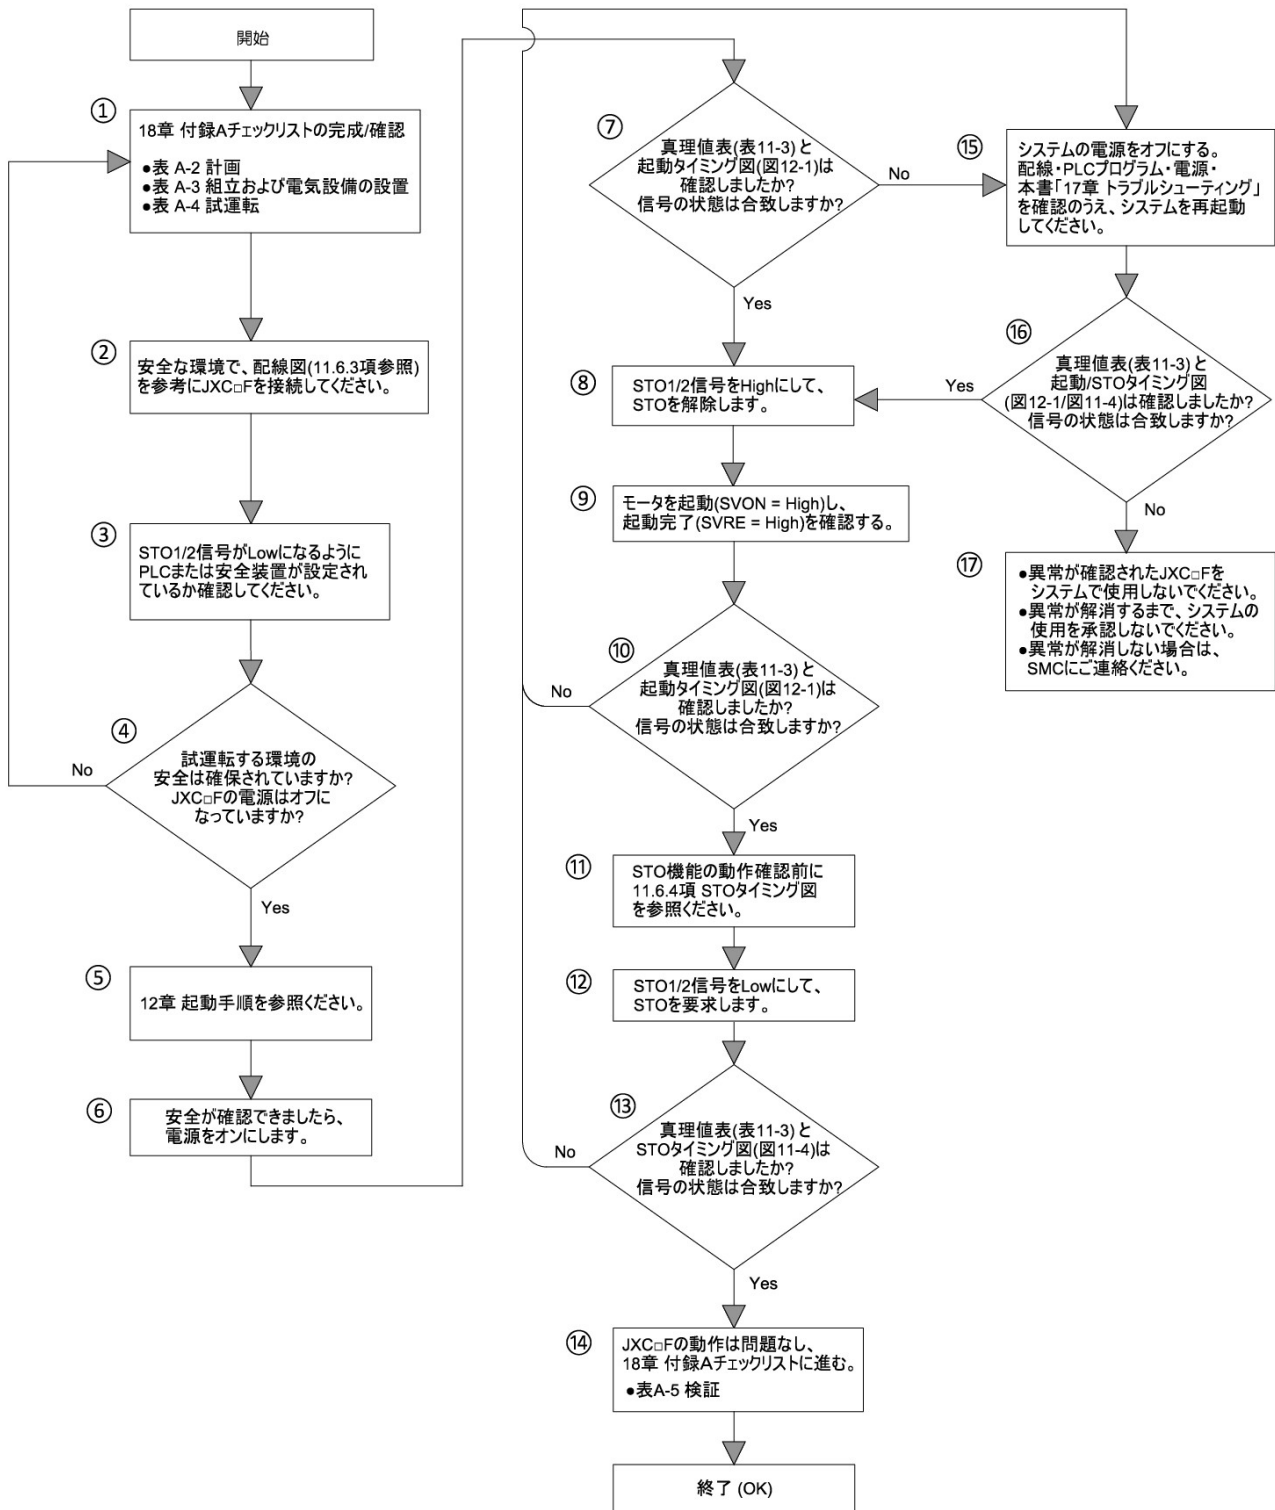 開始
①
18章 付録Aチェックリストの完成/確認
●表 A-2 計画
●表 A-3 組立および電気設備の設置
●表 A-4 試運転
②
安全な環境で、配線図(11.6.3項参照)
を参考にJXC□Fを接続してください。
③
STO1/2信号がLowになるように
PLCまたは安全装置が設定され
ているか確認してください。
④
試運転する環境の
安全は確保されていますか?
JXC□Fの電源はオフに
なっていますか?
No
Yes
⑤
12章 起動手順を参照ください。
⑥
安全が確認できましたら、
電源をオンにします。
⑦
真理値表(表11-3)と
起動タイミング図(図12-1)は
確認しましたか?
信号の状態は合致しますか?
No
Yes
⑧
STO1/2信号をHighにして、
STOを解除します。
⑨
モータを起動(SVON = High)し、
起動完了(SVRE = High)を確認する。
⑩
真理値表(表11-3)と
起動タイミング図(図12-1)は
確認しましたか?
信号の状態は合致しますか?
No
Yes
⑪
STO機能の動作確認前に
11.6.4項 STOタイミング図
を参照ください。
⑫
STO1/2信号をLowにして、
STOを要求します。
⑬
真理値表(表11-3)と
STOタイミング図(図11-4)は
確認しましたか?
信号の状態は合致しますか?
No
Yes
⑭
JXC□Fの動作は問題なし、
18章 付録Aチェックリストに進む。
●表A-5 検証
終了 (OK)
⑮
システムの電源をオフにする。
配線・PLCプログラム・電源・
本書「17章 トラブルシューティング」
を確認のうえ、システムを再起動
してください。
⑯
真理値表(表11-3)と
起動/STOタイミング図
(図12-1/図11-4)は確認しましたか?
信号の状態は合致しますか?
Yes
No
⑰
●異常が確認されたJXC□Fを
システムで使用しないでください。
●異常が解消するまで、システムの
使用を承認しないでください。
●異常が解消しない場合は、
SMCにご連絡ください。